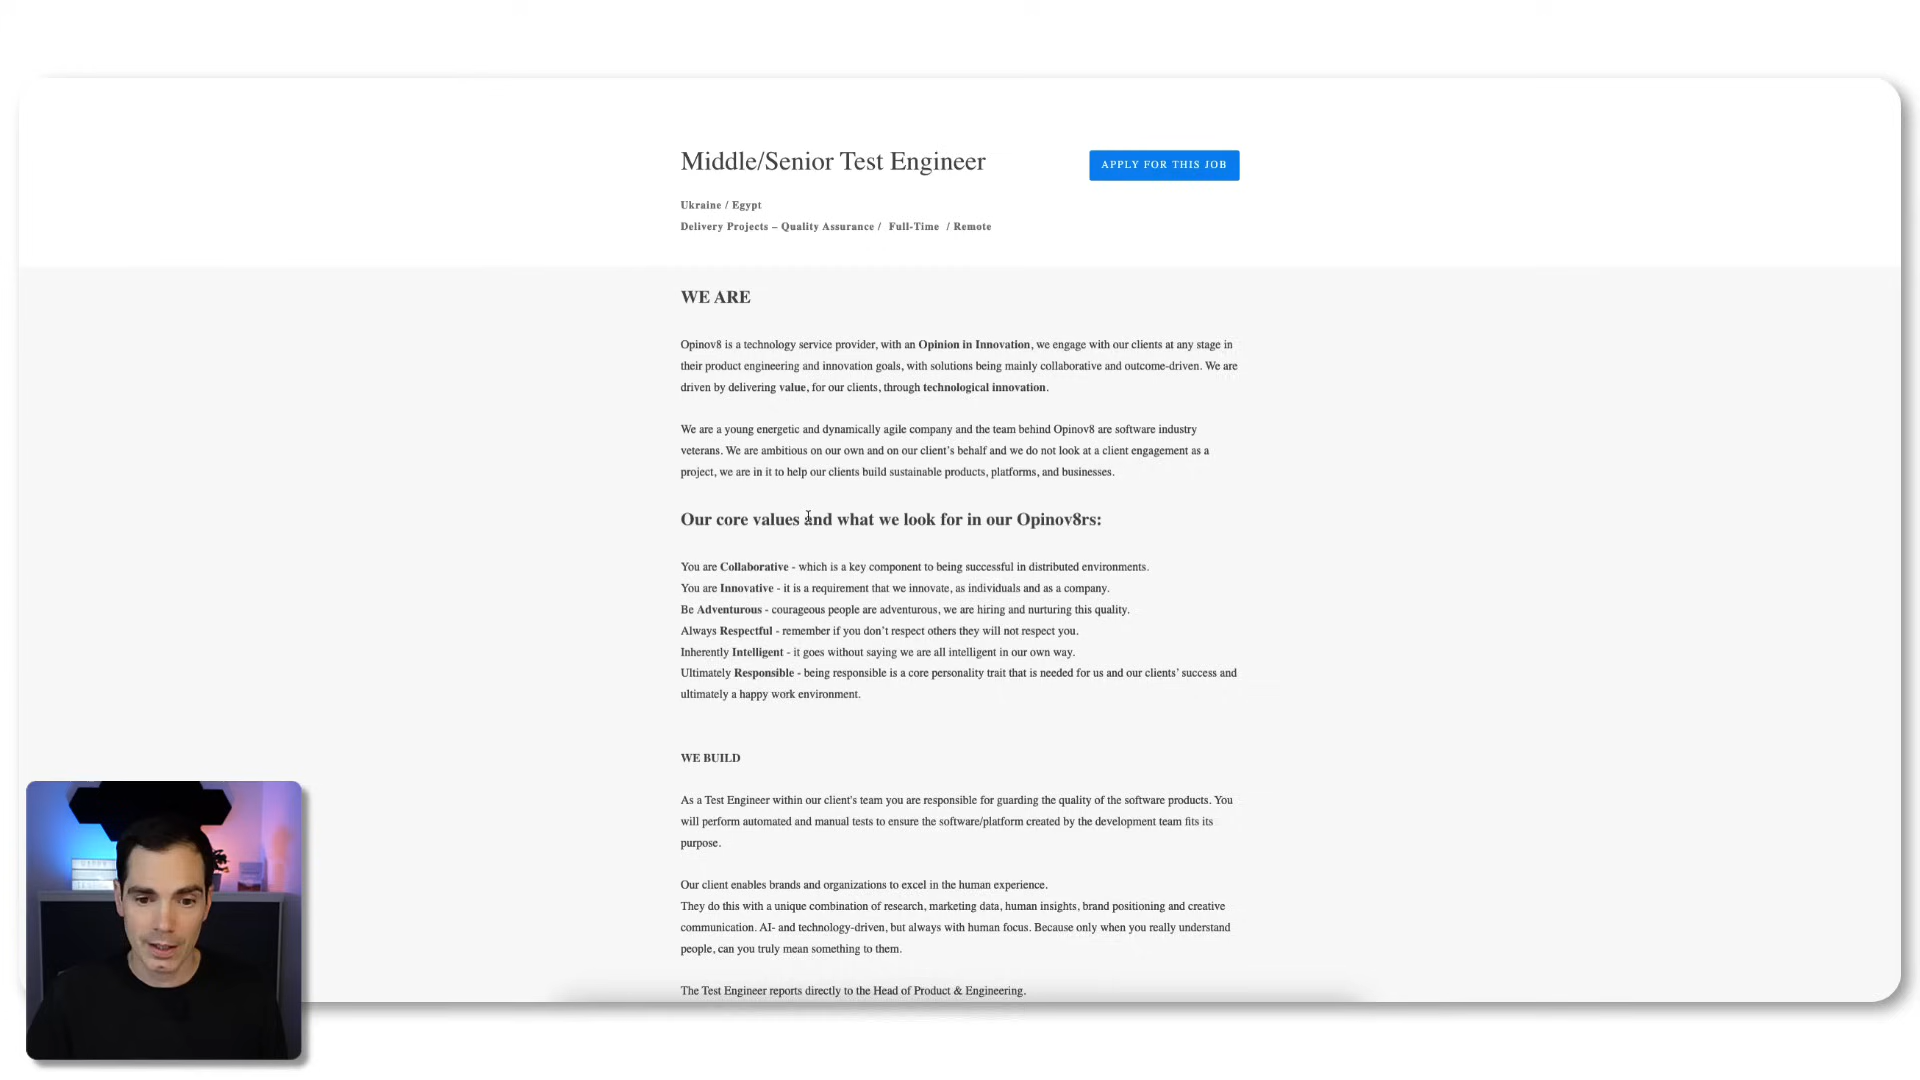 Middle/Senior Test Engineer
APPLY FOR THIS JOB
Ukraine / Egypt
Delivery Projects – Quality Assurance / Full-Time / Remote
WE ARE
Opinov8 is a technology service provider, with an Opinion in Innovation, we engage with our clients at any stage in
their product engineering and innovation goals, with solutions being mainly collaborative and outcome-driven. We are
driven by delivering value, for our clients, through technological innovation.
We are a young energetic and dynamically agile company and the team behind Opinov8 are software industry
veterans. We are ambitious on our own and on our client’s behalf and we do not look at a client engagement as a
project, we are in it to help our clients build sustainable products, platforms, and businesses.
Our core values and what we look for in our Opinov8rs:
You are Collaborative - which is a key component to being successful in distributed environments.
You are Innovative - it is a requirement that we innovate, as individuals and as a company.
Be Adventurous - courageous people are adventurous, we are hiring and nurturing this quality.
Always Respectful - remember if you don’t respect others they will not respect you.
Inherently Intelligent - it goes without saying we are all intelligent in our own way.
Ultimately Responsible - being responsible is a core personality trait that is needed for us and our clients’ success and
ultimately a happy work environment.
WE BUILD
As a Test Engineer within our client's team you are responsible for guarding the quality of the software products. You
will perform automated and manual tests to ensure the software/platform created by the development team fits its
purpose.
Our client enables brands and organizations to excel in the human experience.
They do this with a unique combination of research, marketing data, human insights, brand positioning and creative
communication. AI- and technology-driven, but always with human focus. Because only when you really understand
people, can you truly mean something to them.
The Test Engineer reports directly to the Head of Product & Engineering.